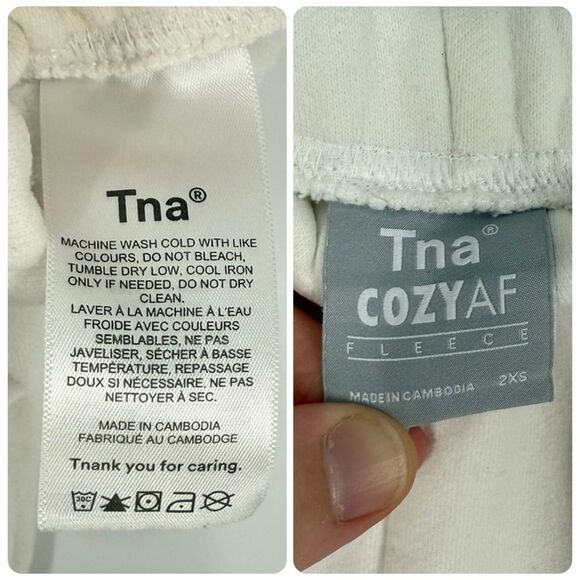 Tna®
MACHINE WASH COLD WITH LIKE
COLOURS, DO NOT BLEACH,
TUMBLE DRY LOW, COOL IRON
ONLY IF NEEDED, DO NOT DRY
CLEAN.
LAVER À LA MACHINE À L'EAU
FROIDE AVEC COULEURS
SEMBLABLES, NE PAS
JAVELISER, SÉCHER À BASSE
TEMPÉRATURE, REPASSAGE
DOUX SI NÉCESSAIRE, NE PAS
NETTOYER À SEC.
MADE IN CAMBODIA
FABRIQUÉ AU CAMBODGE
Thank you for caring.
30C
Tna®
COZYAF
FLEECE
MADE IN CAMBODIA 2XS